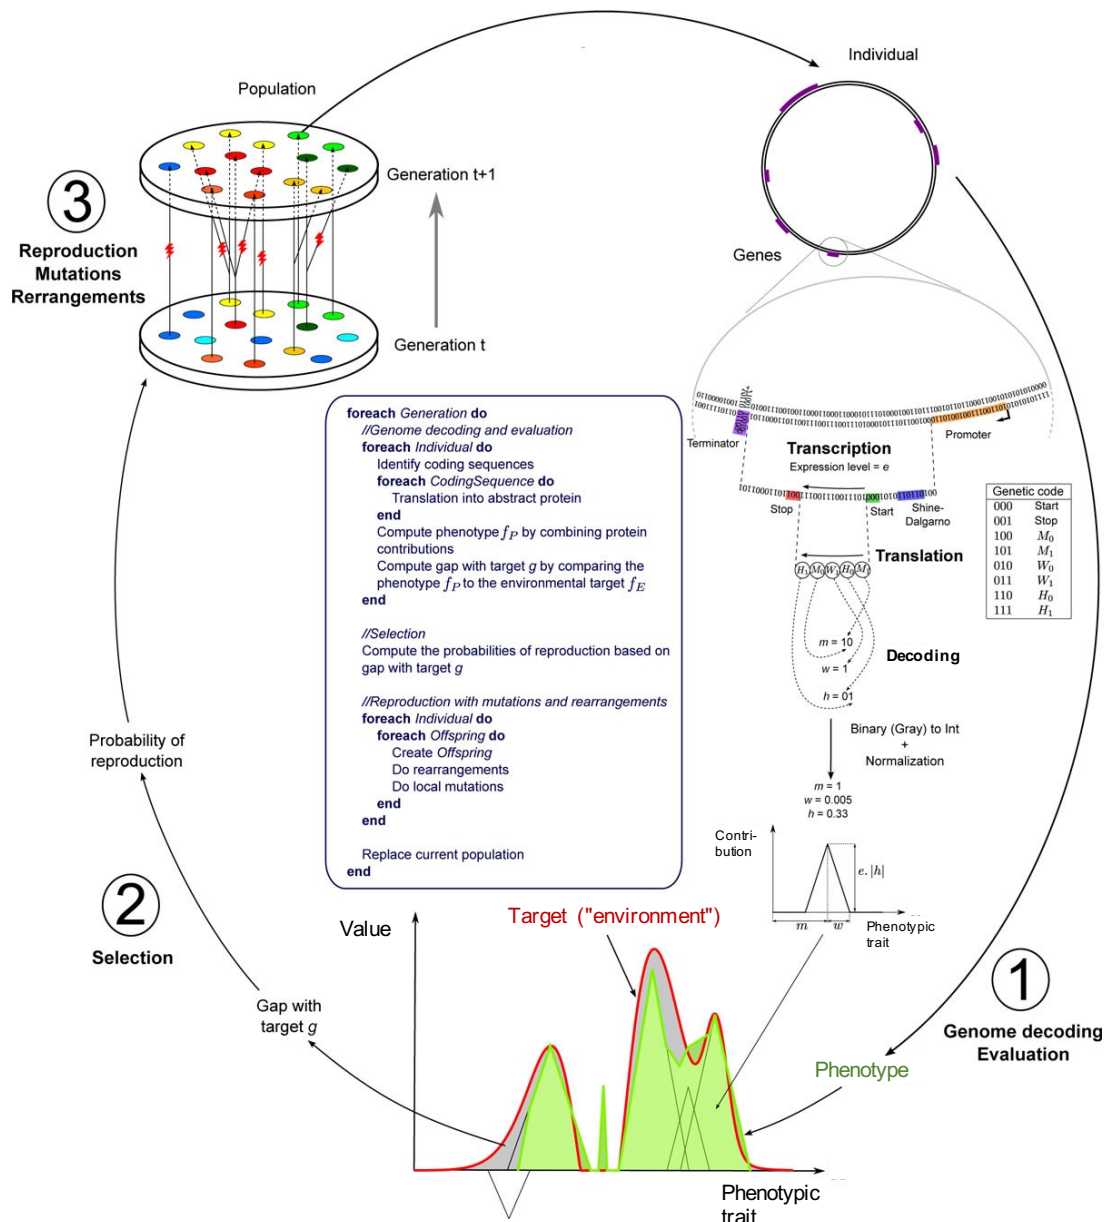 Individual
Population
Generation t+1
3
Reproduction
Mutations
Rerrangements
Genes
Generation t
Terminator
Promoter
Transcription
Expression level = e
Stop
Start
Shine-
Dalgarno
Genetic code
000 Start
001 Stop
100 M0
101 M1
010 W0
011 W1
110 H0
111 H1
Translation
H1 M0 W1 H0 M1
m = 10
Decoding
w = 1
h = 01
Binary (Gray) to Int
+
Normalization
m = 1
w = 0.005
h = 0.33
Contri-
bution
e.|h|
m
w
Phenotypic
trait
foreach Generation do
//Genome decoding and evaluation
foreach Individual do
Identify coding sequences
foreach CodingSequence do
Translation into abstract protein
end
Compute phenotype fP by combining protein
contributions
Compute gap with target g by comparing the
phenotype fP to the environmental target fE
end
//Selection
Compute the probabilities of reproduction based on
gap with target g
//Reproduction with mutations and rearrangements
foreach Individual do
foreach Offspring do
Create Offspring
Do rearrangements
Do local mutations
end
end
Replace current population
end
Probability of
reproduction
2
Selection
Gap with
target g
Value
Target ("environment")
1
Genome decoding
Evaluation
Phenotype
Phenotypic
trait